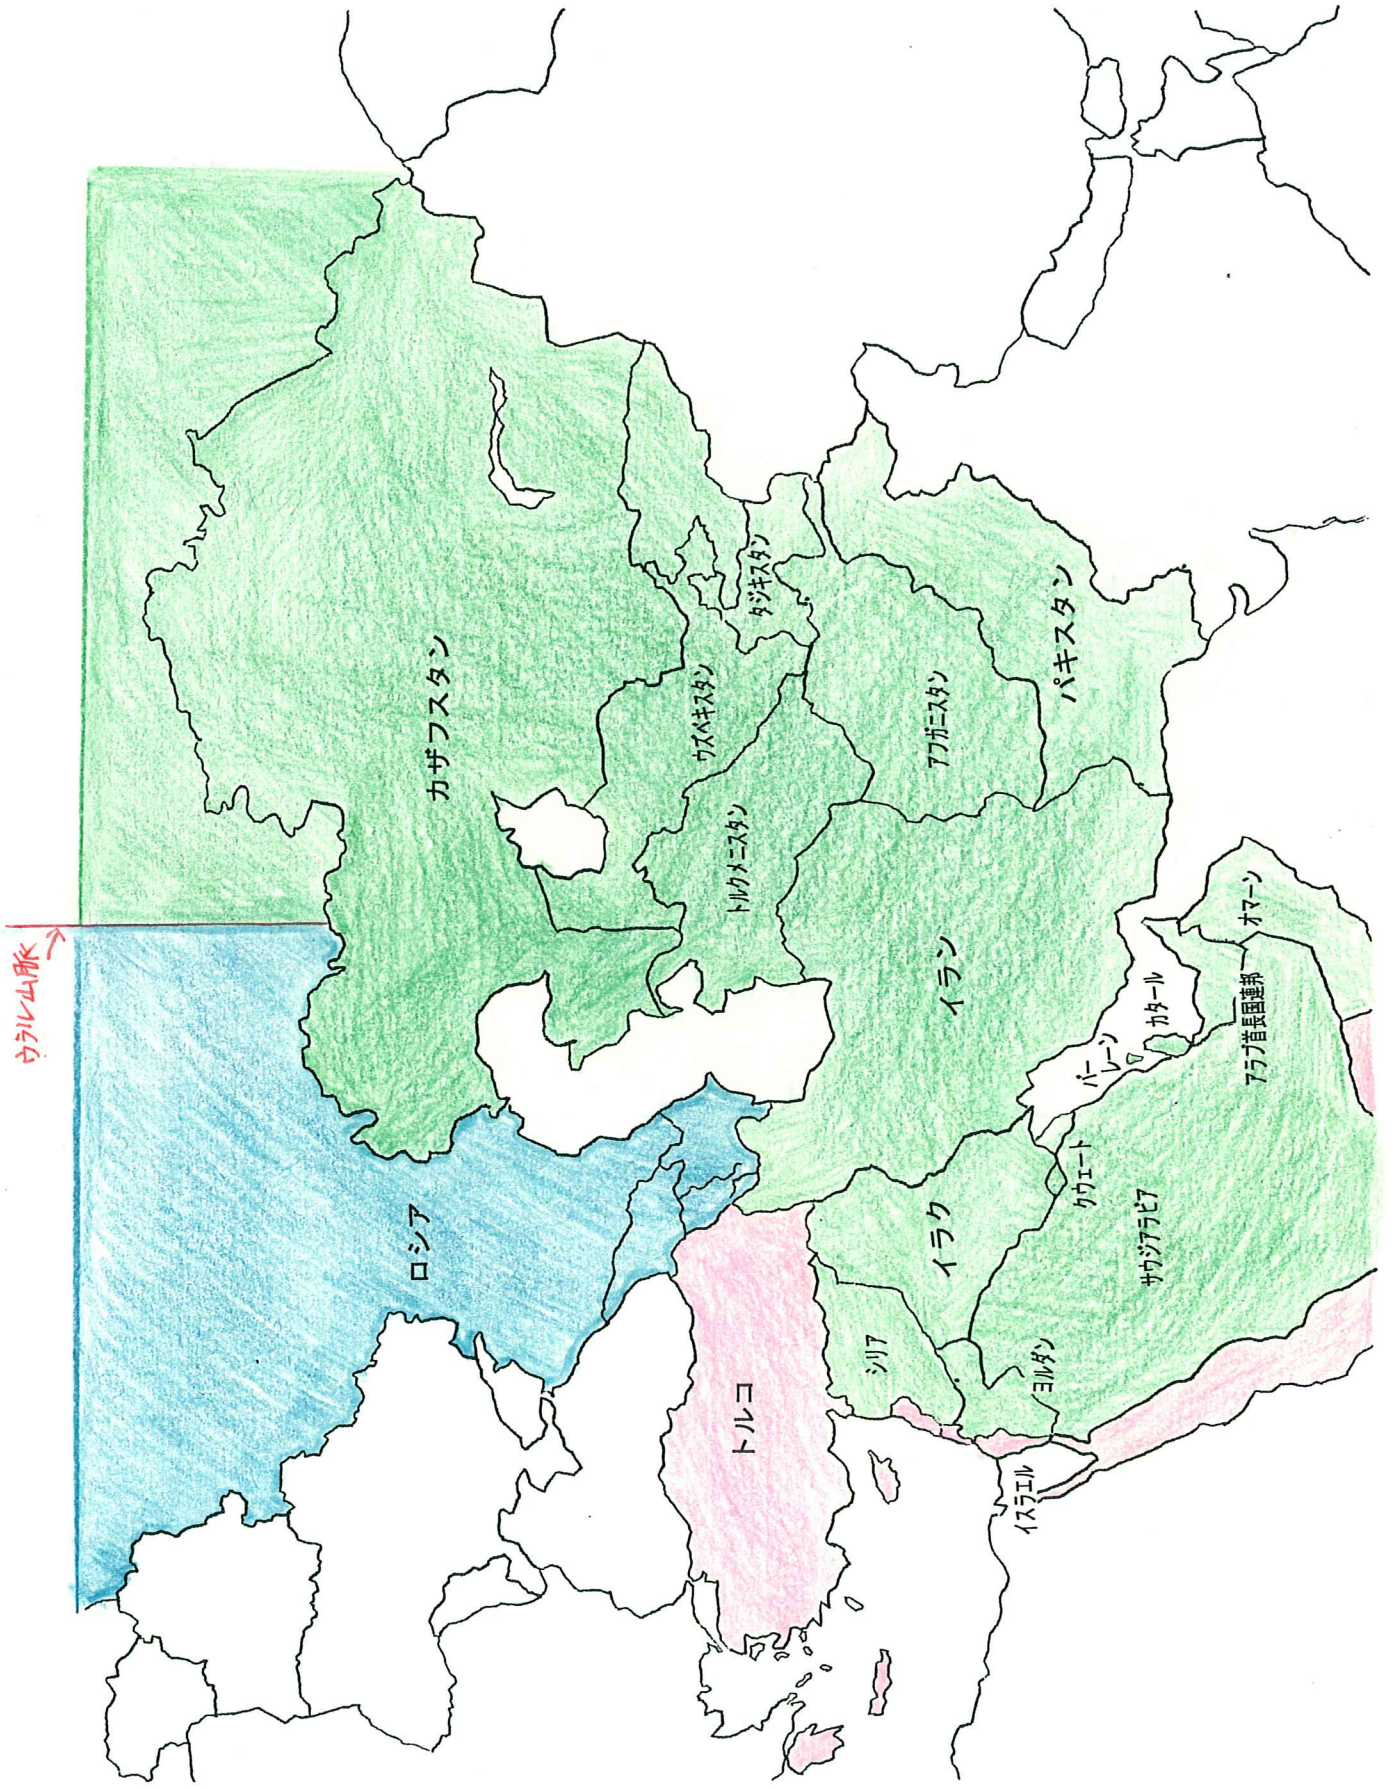 ウラル山脈
カザフスタン
ロシア
ウズベキスタン
タジキスタン
トルクメニスタン
アフガニスタン
パキスタン
イラン
トルコ
シリア
イラク
ヨルダン
イスラエル
クウェート
サウジアラビア
バー
レーン
カタール
アラブ首長国連邦
オマーン